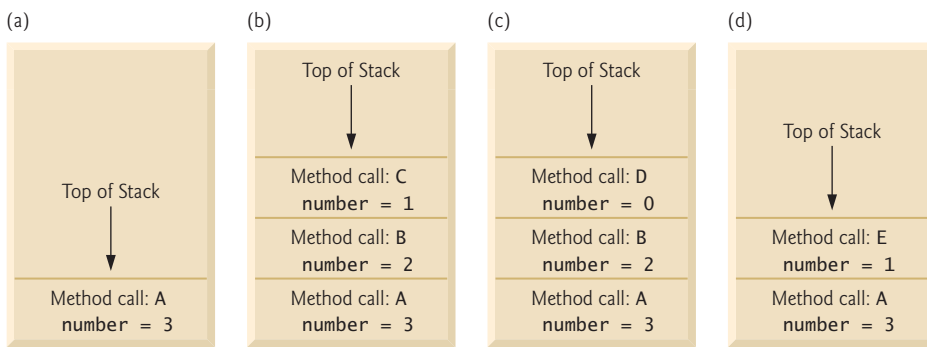 (a)
(b)
(c)
(d)
Top of Stack
Method call: A
number = 3
Top of Stack
Method call: C
number = 1
Method call: B
number = 2
Method call: A
number = 3
Top of Stack
Method call: D
number = 0
Method call: B
number = 2
Method call: A
number = 3
Top of Stack
Method call: E
number = 1
Method call: A
number = 3